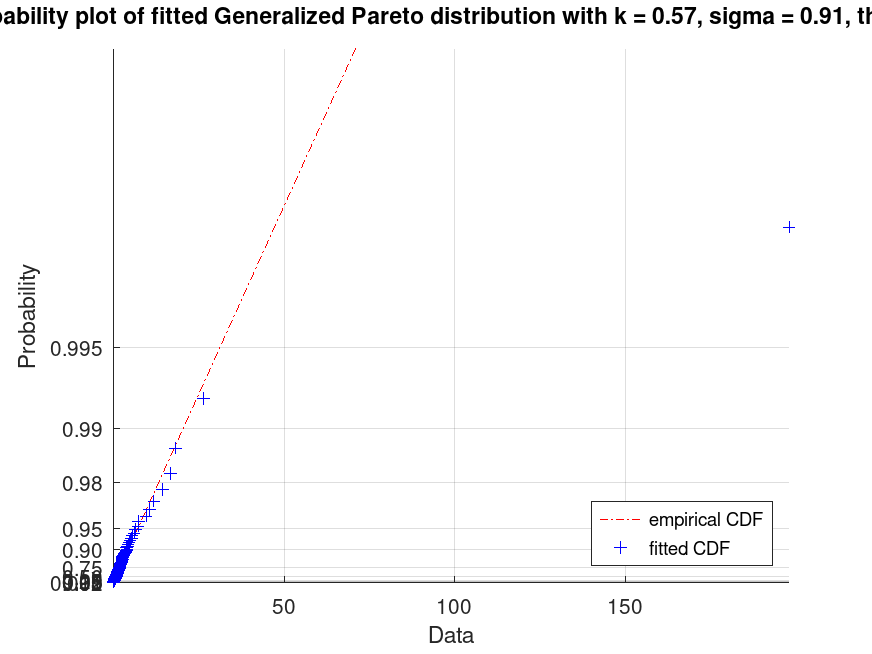 bability plot of fitted Generalized Pareto distribution with k = 0.57, sigma = 0.91, th
Probability
0.995
0.99
0.98
0.95
0.90
0.75
50
100
150
Data
empirical CDF
fitted CDF